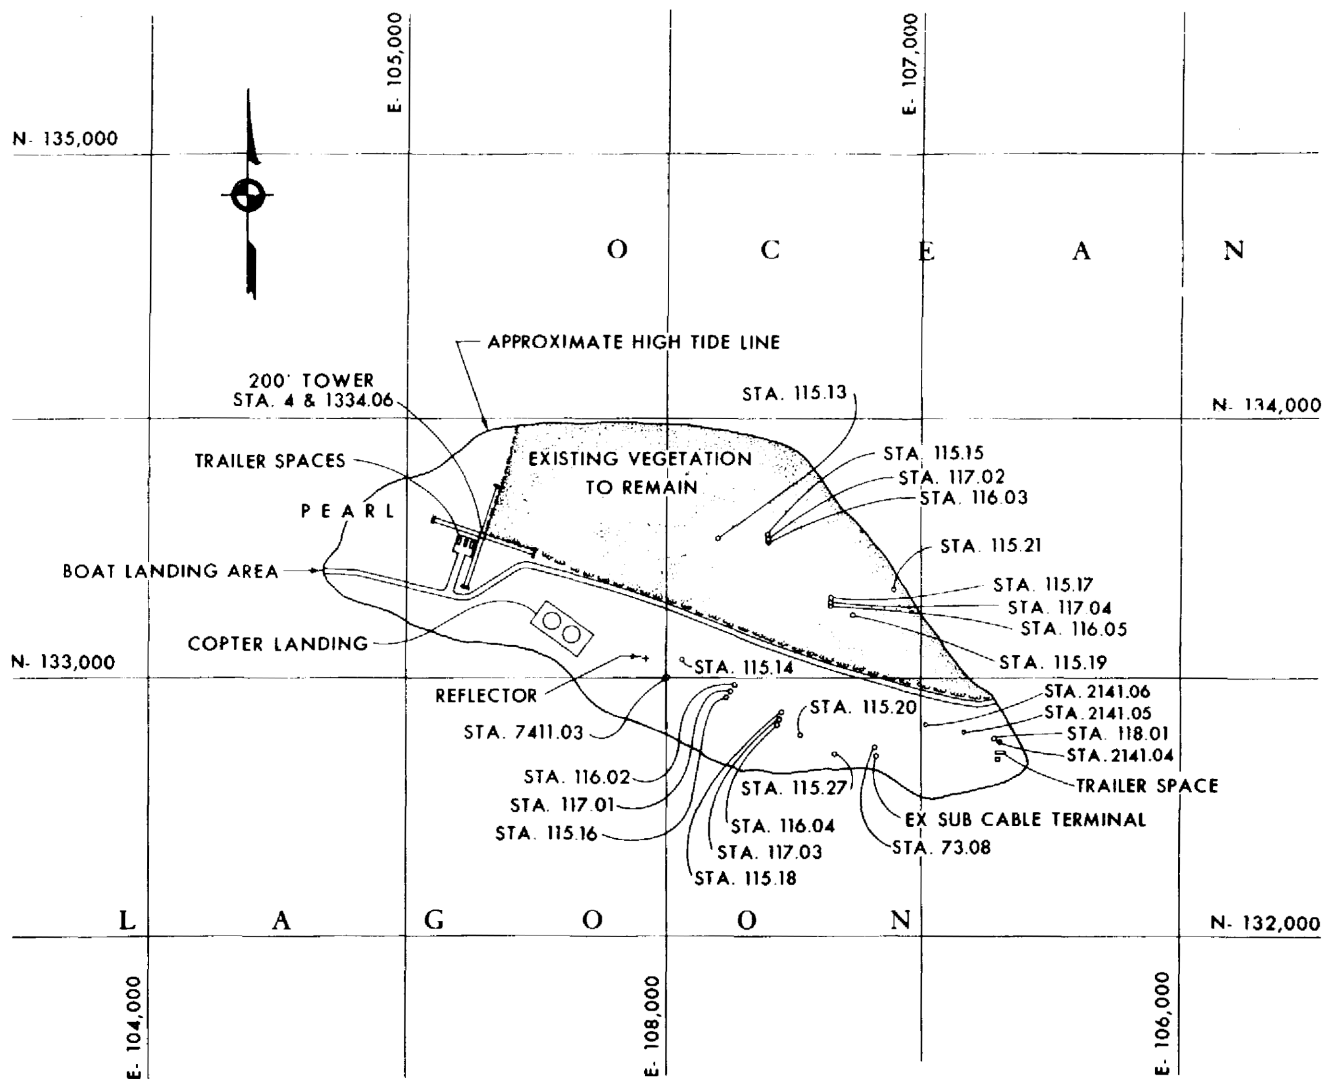 E- 105,000
E- 107,000
N- 135,000
OCEAN
APPROXIMATE HIGH TIDE LINE
200' TOWER
STA. 4 & 1334.06
STA. 115.13
N- 134,000
TRAILER SPACES
EXISTING VEGETATION
TO REMAIN
STA. 115.15
STA. 117.02
STA. 116.03
PEARL
STA. 115.21
BOAT LANDING AREA
STA. 115.17
STA. 117.04
STA. 116.05
COPTER LANDING
STA. 115.19
N- 133,000
STA. 115.14
REFLECTOR
STA. 2141.06
STA. 115.20
STA. 2141.05
STA. 7411.03
STA. 118.01
STA. 2141.04
STA. 116.02
STA. 115.27
TRAILER SPACE
STA. 117.01
EX SUB CABLE TERMINAL
STA. 115.16
STA. 116.04
STA. 73.08
STA. 117.03
STA. 115.18
LAGOON
N- 132,000
E- 104,000
E- 108,000
E- 106,000